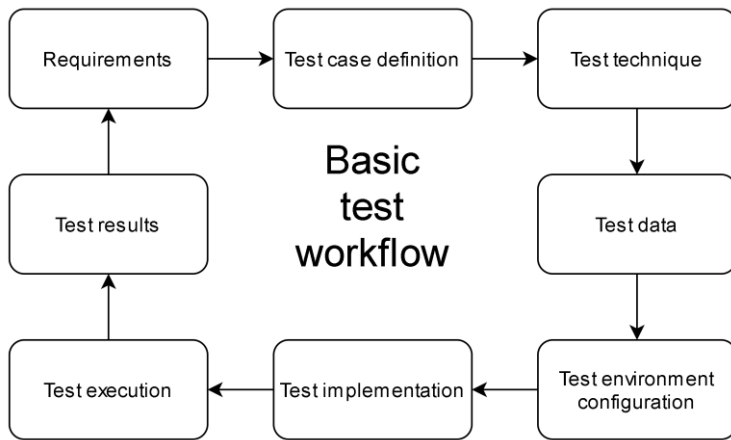 Requirements
Test case definition
Test technique
Basic
test
workflow
Test results
Test data
Test execution
Test implementation
Test environment
configuration